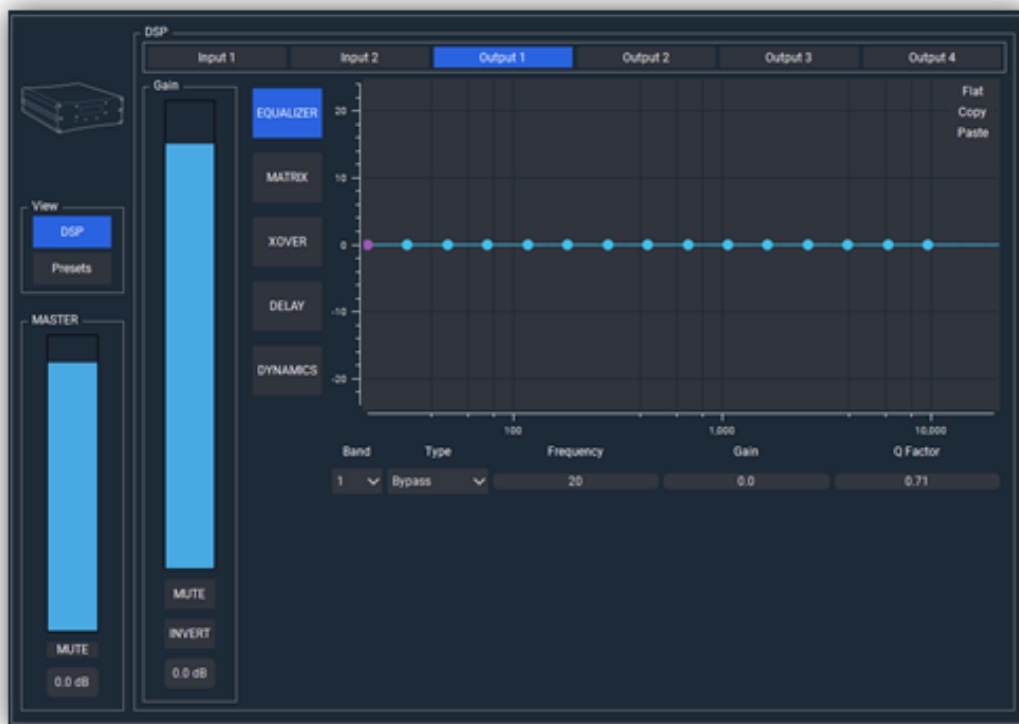 DSP
Input 1 Input 2 Output 1 Output 2 Output 3 Output 4
View
DSP
Presets
MASTER
MUTE
0.0 dB
Gain
MUTE
INVERT
0.0 dB
EQUALIZER
MATRIX
XOVER
DELAY
DYNAMICS
Flat
Copy
Paste
20
10
0
-10
-20
100 1,000 10,000
Band Type Frequency Gain Q Factor
1 Bypass 20 0.0 0.71